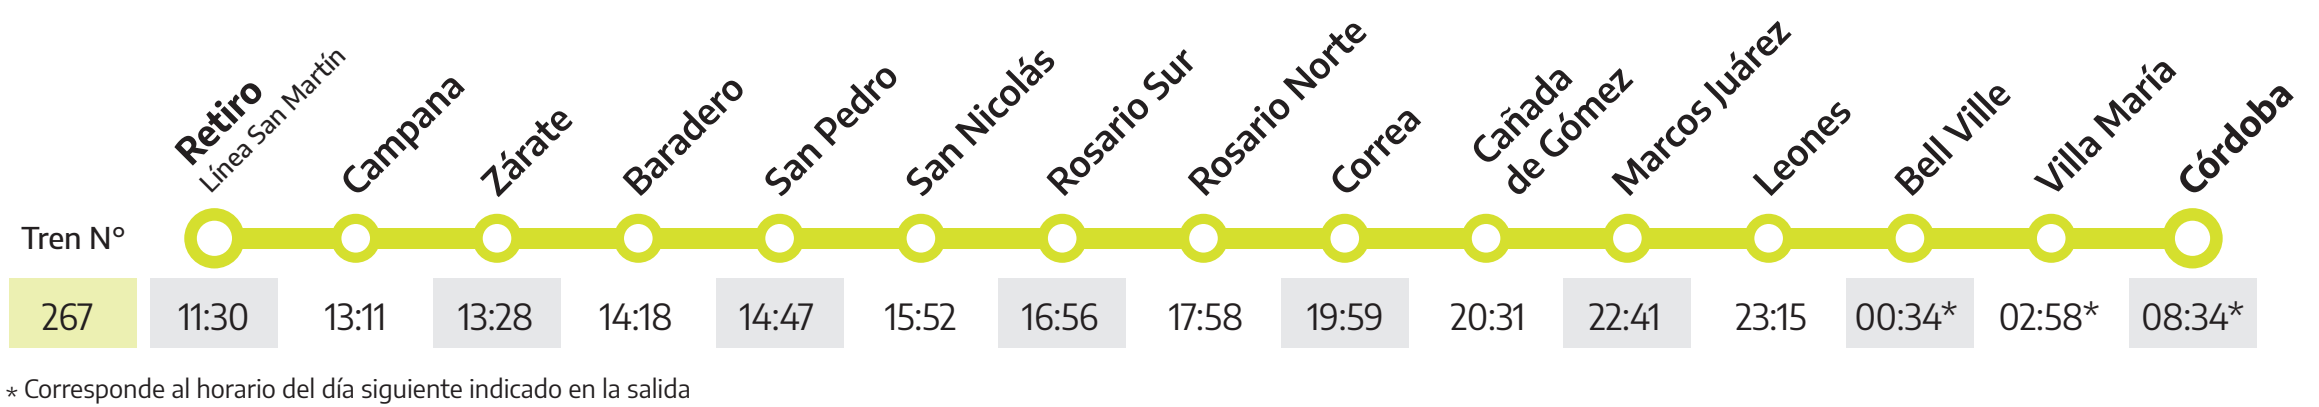 Retiro
Línea San Martín
Campana
Zárate
Baradero
San Pedro
San Nicolás
Rosario Sur
Rosario Norte
Correa
Cañada
de Gómez
Marcos Juárez
Leones
Bell Ville
Villa María
Córdoba
Tren N°
267 11:30 13:11 13:28 14:18 14:47 15:52 16:56 17:58 19:59 20:31 22:41 23:15 00:34* 02:58* 08:34*
* Corresponde al horario del día siguiente indicado en la salida